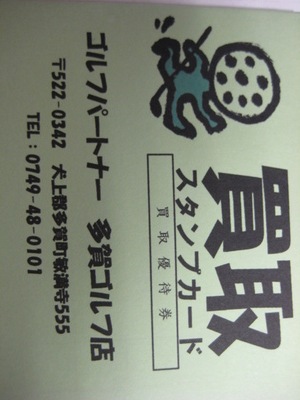 買取
スタンプカード
買取優待券
ゴルフパートナー 多賀ゴルフ店
〒522-0342 犬上郡多賀町敏満寺555
TEL：0749-48-0101